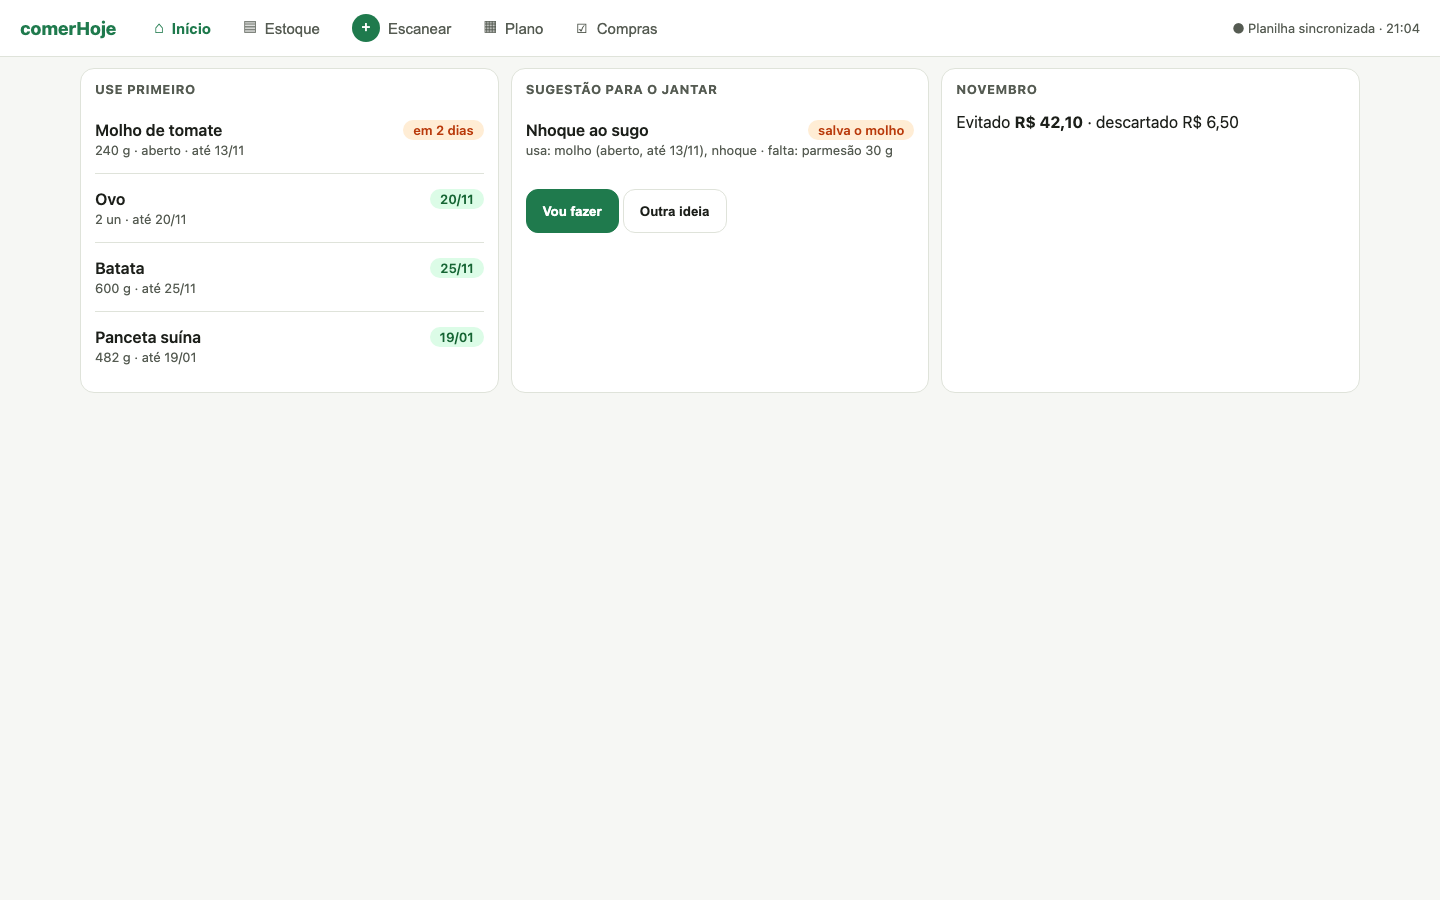 comerHoje
⌂ Início
▤ Estoque
+ Escanear
▦ Plano
☑ Compras
● Planilha sincronizada · 21:04
USE PRIMEIRO
Molho de tomate
em 2 dias
240 g · aberto · até 13/11
Ovo
20/11
2 un · até 20/11
Batata
25/11
600 g · até 25/11
Panceta suína
19/01
482 g · até 19/01
SUGESTÃO PARA O JANTAR
Nhoque ao sugo
salva o molho
usa: molho (aberto, até 13/11), nhoque · falta: parmesão 30 g
Vou fazer
Outra ideia
NOVEMBRO
Evitado R$ 42,10 · descartado R$ 6,50